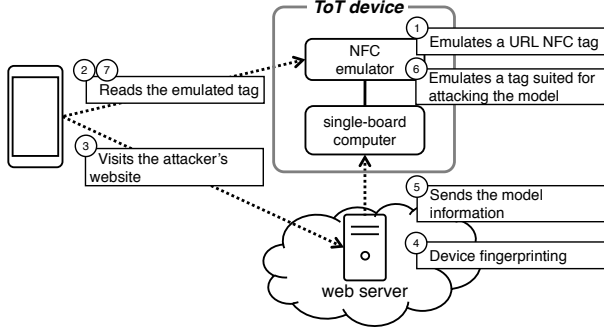 ToT device
1
Emulates a URL NFC tag
NFC
emulator
2 7
Reads the emulated tag
6
Emulates a tag suited for
attacking the model
single-board
computer
3
Visits the attacker's
website
5
Sends the model
information
4
Device fingerprinting
web server